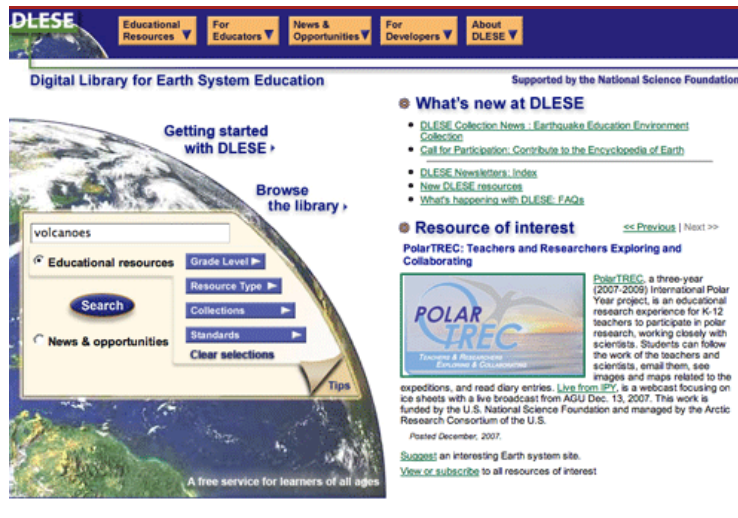 DLESE
Educational Resources
For Educators
News & Opportunities
For Developers
About DLESE
Digital Library for Earth System Education
Supported by the National Science Foundation
Getting started
with DLESE
Browse
the library
volcanoes
Educational resources
Grade Level
Resource Type
Collections
Standards
Search
News & opportunities
Clear selections
Tips
A free service for learners of all ages
What's new at DLESE
DLESE Collection News : Earthquake Education Environment
Collection
Call for Participation: Contribute to the Encyclopedia of Earth
DLESE Newsletters: Index
New DLESE resources
What's happening with DLESE: FAQs
Resource of interest
<< Previous | Next >>
PolarTREC: Teachers and Researchers Exploring and
Collaborating
POLAR
TREC
TEACHERS & RESEARCHERS
EXPLORING & COLLABORATING
PolarTREC, a three-year
(2007-2009) International Polar
Year project, is an educational
research experience for K-12
teachers to participate in polar
research, working closely with
scientists. Students can follow
the work of the teachers and
scientists, email them, see
images and maps related to the
expeditions, and read diary entries. Live from IPY, is a webcast focusing on
ice sheets with a live broadcast from AGU Dec. 13, 2007. This work is
funded by the U.S. National Science Foundation and managed by the Arctic
Research Consortium of the U.S.
Posted December, 2007.
Suggest an interesting Earth system site.
View or subscribe to all resources of interest